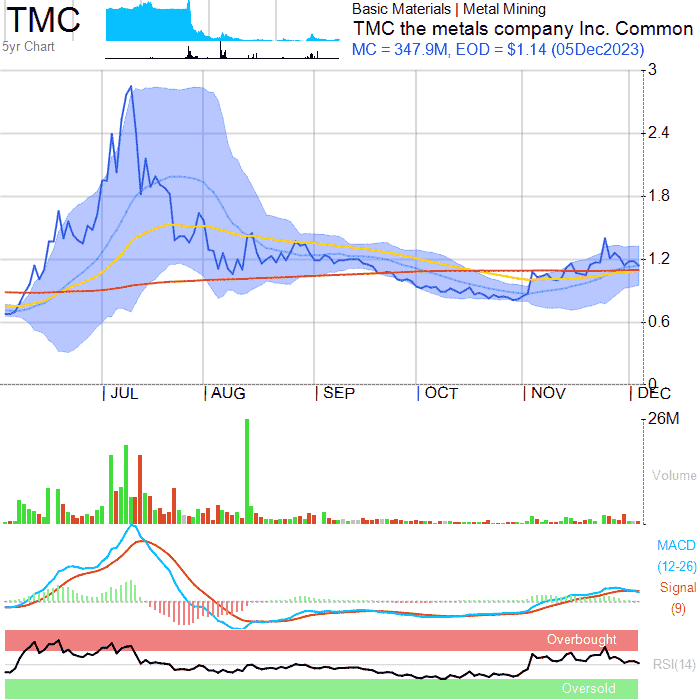 TMC
5yr Chart
Basic Materials | Metal Mining
TMC the metals company Inc. Common
MC = 347.9M, EOD = $1.14 (05Dec2023)
3
2.4
1.8
1.2
0.6
0
JUL AUG SEP OCT NOV DEC
26M
Volume
MACD
(12-26)
Signal
(9)
Overbought
RSI(14)
Oversold